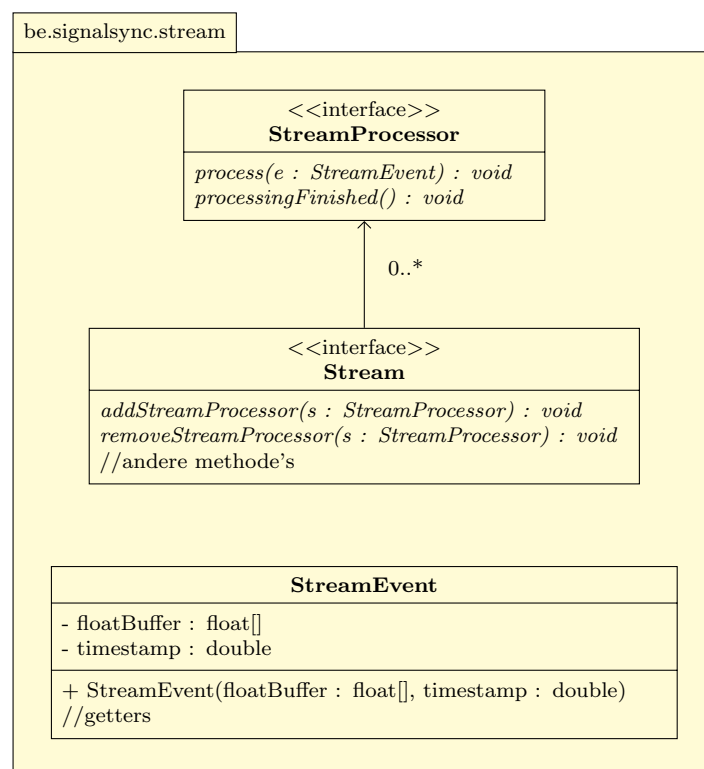 be.signalsync.stream
<<interface>>
StreamProcessor
process(e : StreamEvent) : void
processingFinished() : void
0..*
<<interface>>
Stream
addStreamProcessor(s : StreamProcessor) : void
removeStreamProcessor(s : StreamProcessor) : void
//andere methode's
StreamEvent
- floatBuffer : float[]
- timestamp : double
+ StreamEvent(floatBuffer : float[], timestamp : double)
//getters